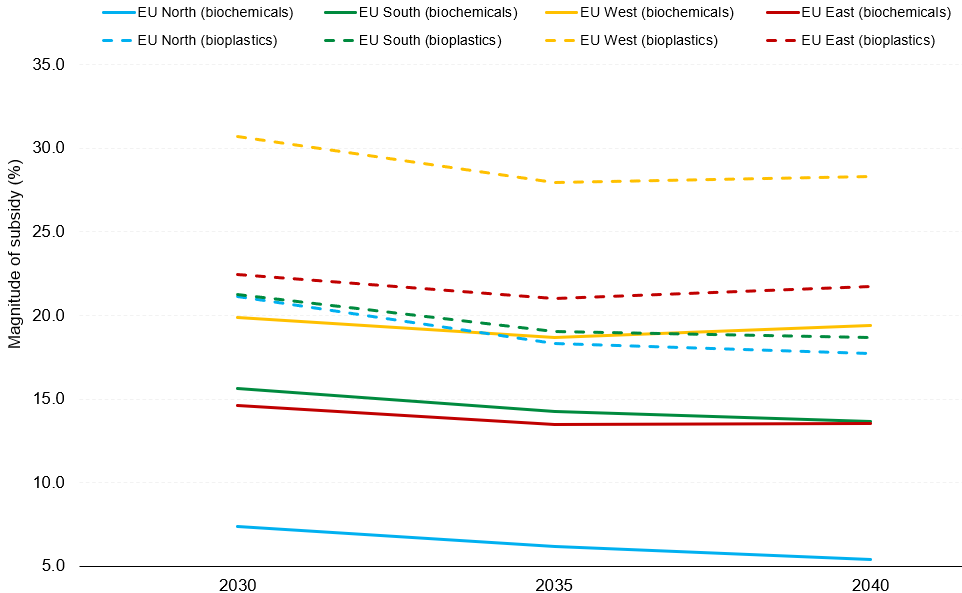 EU North (biochemicals) EU South (biochemicals) EU West (biochemicals) EU East (biochemicals)
EU North (bioplastics) EU South (bioplastics) EU West (bioplastics) EU East (bioplastics)
Magnitude of subsidy (%)
35.0
30.0
25.0
20.0
15.0
10.0
5.0
2030 2035 2040